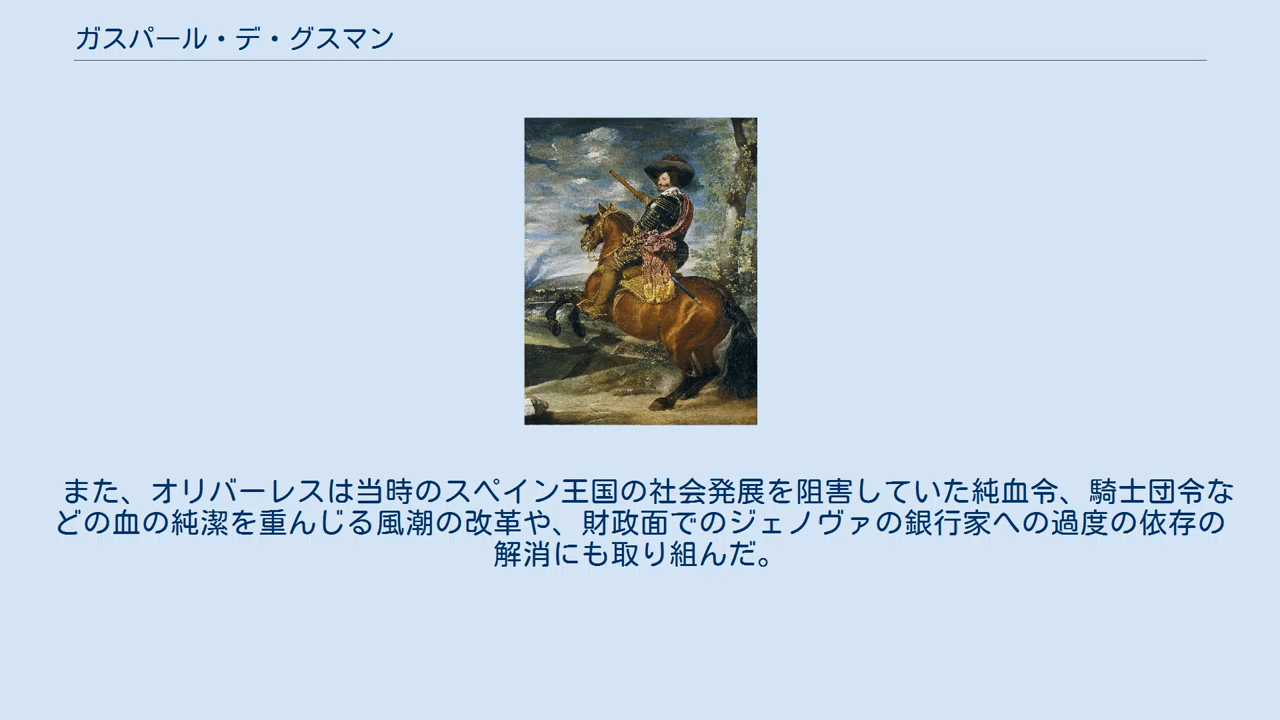 ガスパール・デ・グスマン
また、オリバーレスは当時のスペイン王国の社会発展を阻害していた純血令、騎士団令な
どの血の純潔を重んじる風潮の改革や、財政面でのジェノヴァの銀行家への過度の依存の
解消にも取り組んだ。